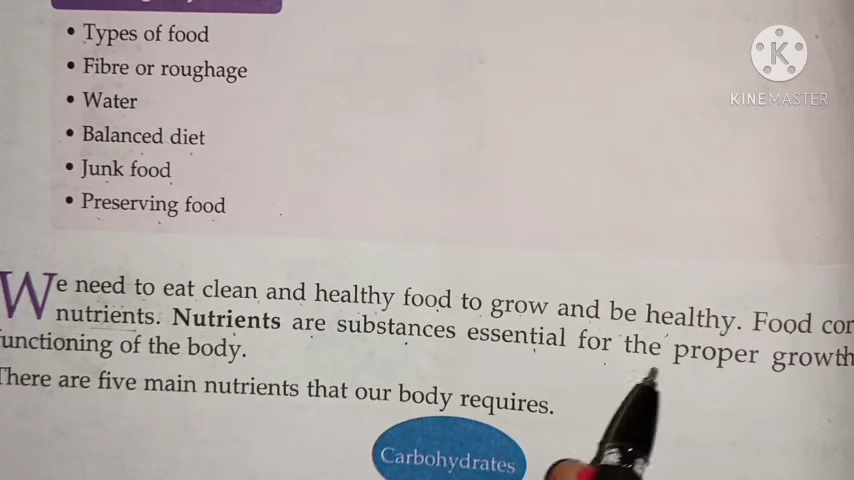 • Types of food
• Fibre or roughage
• Water
• Balanced diet
• Junk food
• Preserving food
K
KINEMASTER
We need to eat clean and healthy food to grow and be healthy. Food
nutrients. Nutrients are substances essential for the proper growth
functioning of the body.
There are five main nutrients that our body requires.
Carbohydrates